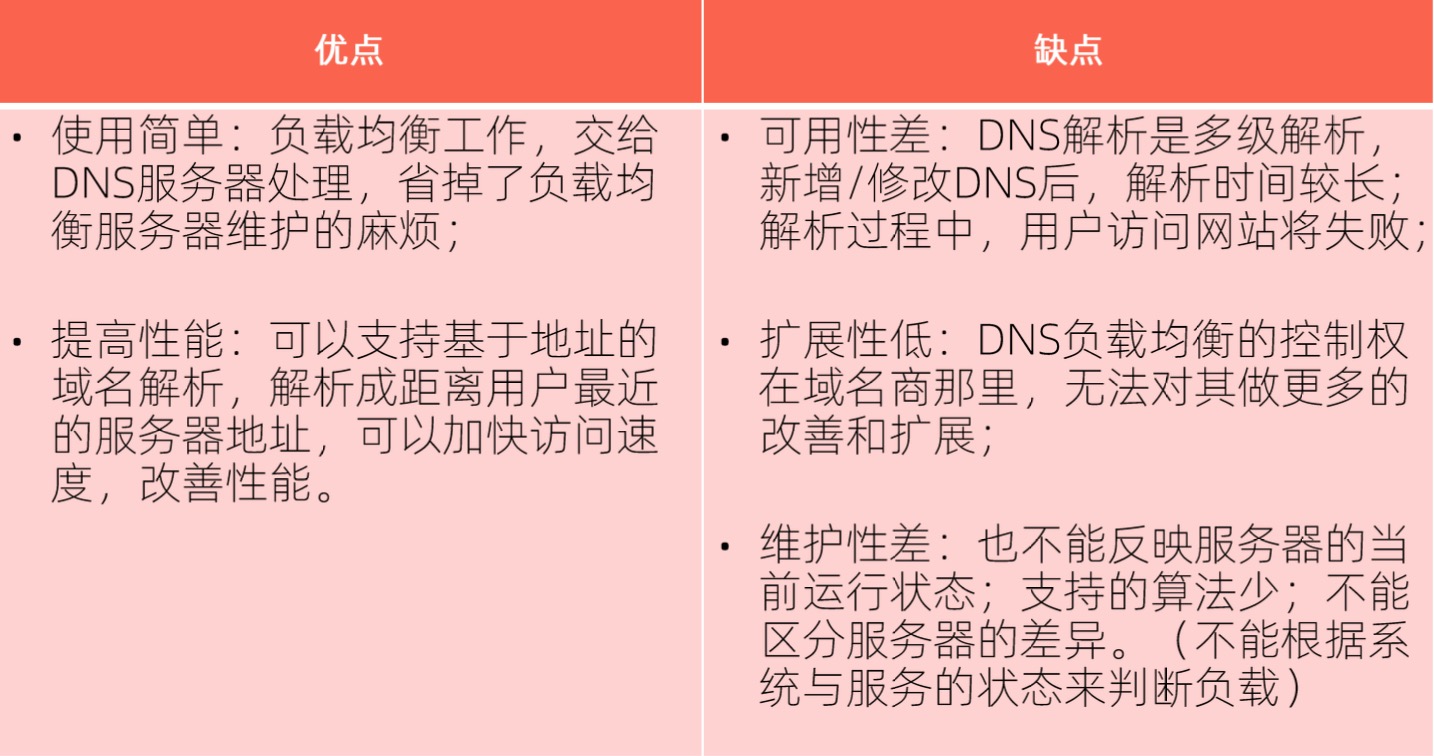 优点
• 使用简单：负载均衡工作，交给
DNS服务器处理，省掉了负载均
衡服务器维护的麻烦；
• 提高性能：可以支持基于地址的
域名解析，解析成距离用户最近
的服务器地址，可以加快访问速
度，改善性能。
缺点
• 可用性差：DNS解析是多级解析，
新增/修改DNS后，解析时间较长；
解析过程中，用户访问网站将失败；
• 扩展性低：DNS负载均衡的控制权
在域名商那里，无法对其做更多的
改善和扩展；
• 维护性差：也不能反映服务器的当
前运行状态；支持的算法少；不能
区分服务器的差异。（不能根据系
统与服务的状态来判断负载）